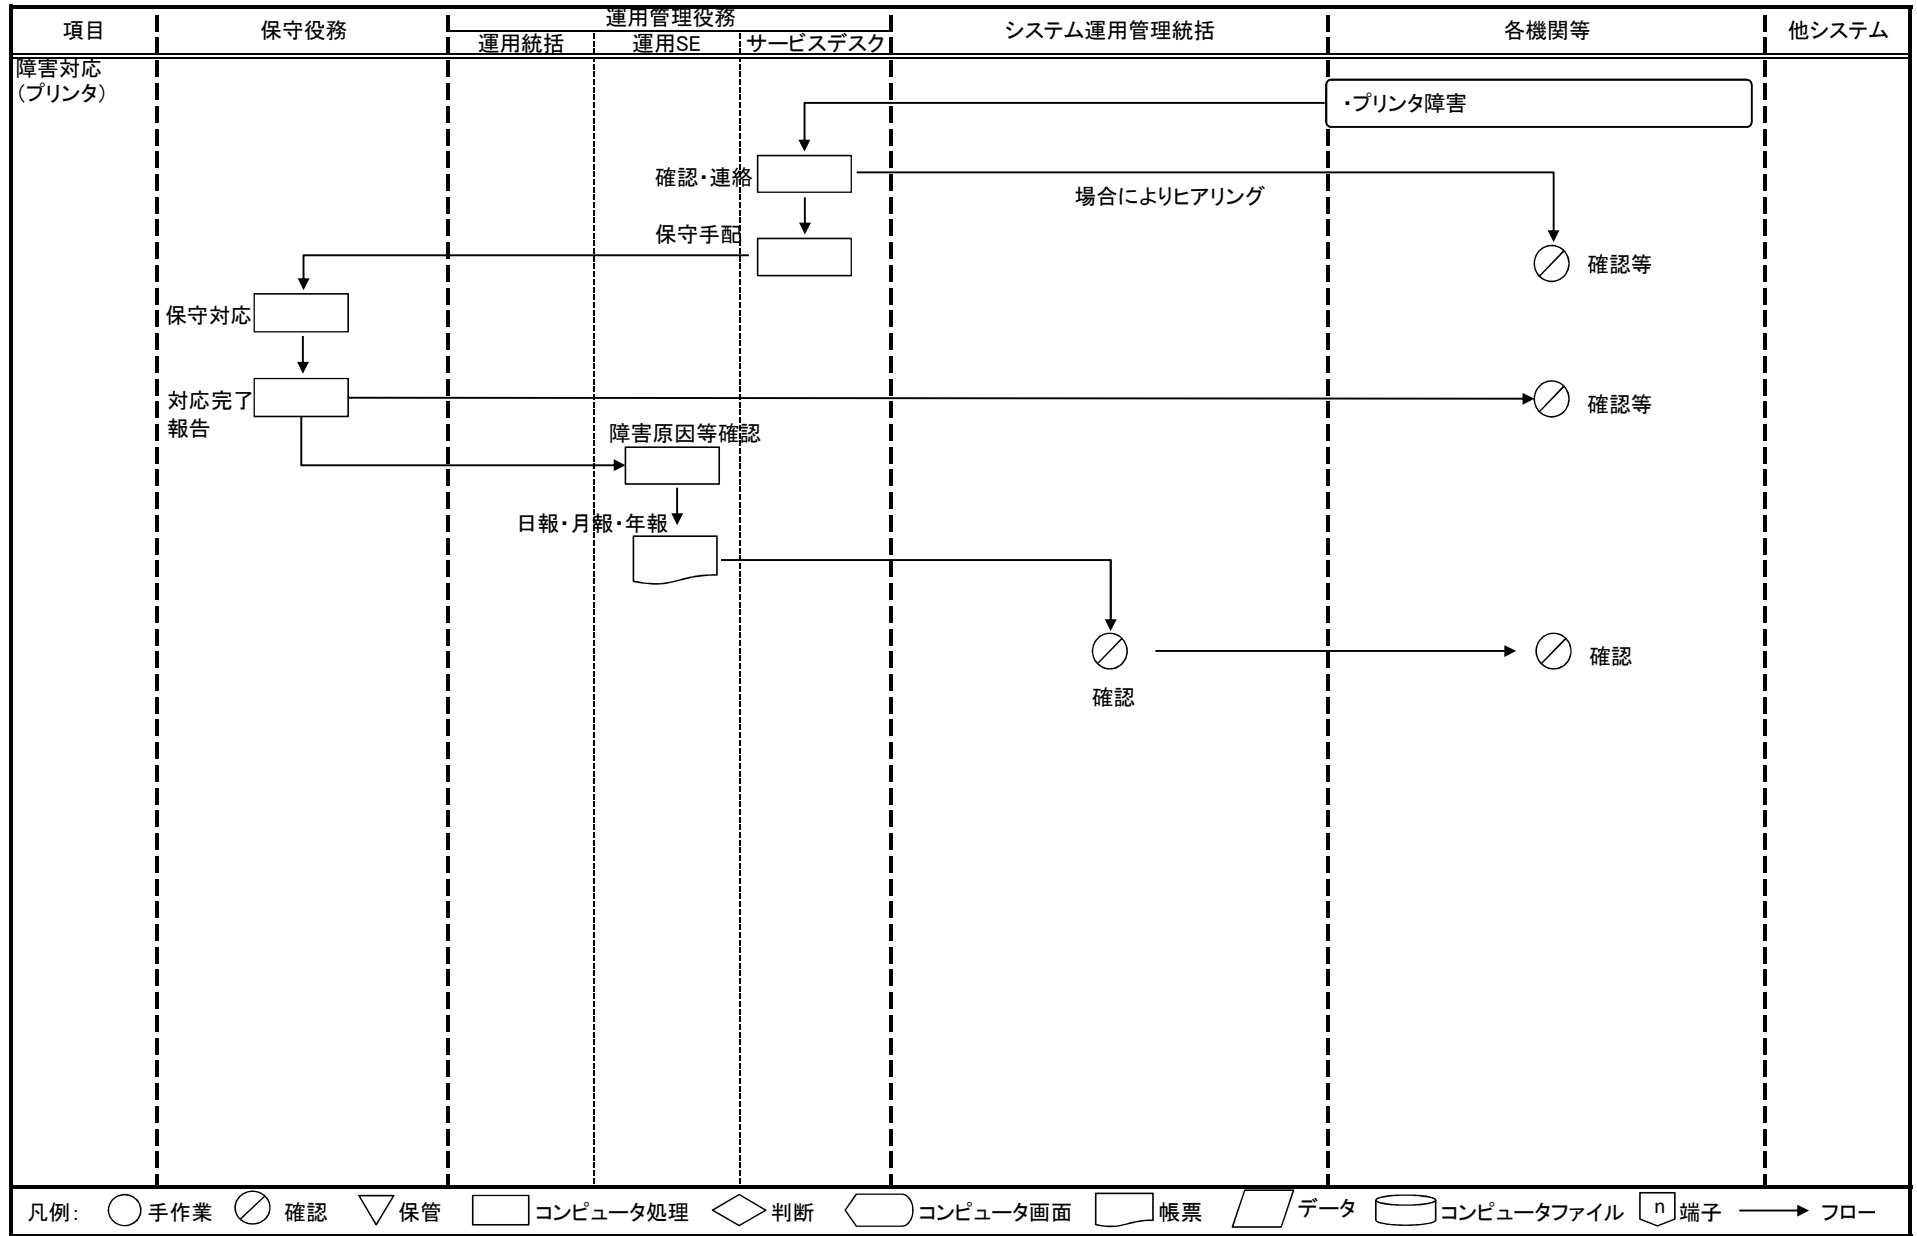 項目
保守役務
運用管理役務
運用統括
運用SE
サービスデスク
システム運用管理統括
各機関等
他システム
障害対応
（プリンタ）
・プリンタ障害
確認・連絡
場合によりヒアリング
保守手配
確認等
保守対応
対応完了
報告
確認等
障害原因等確認
日報・月報・年報
確認
確認
凡例：
手作業
確認
保管
コンピュータ処理
判断
コンピュータ画面
帳票
データ
コンピュータファイル
n
端子
フロー